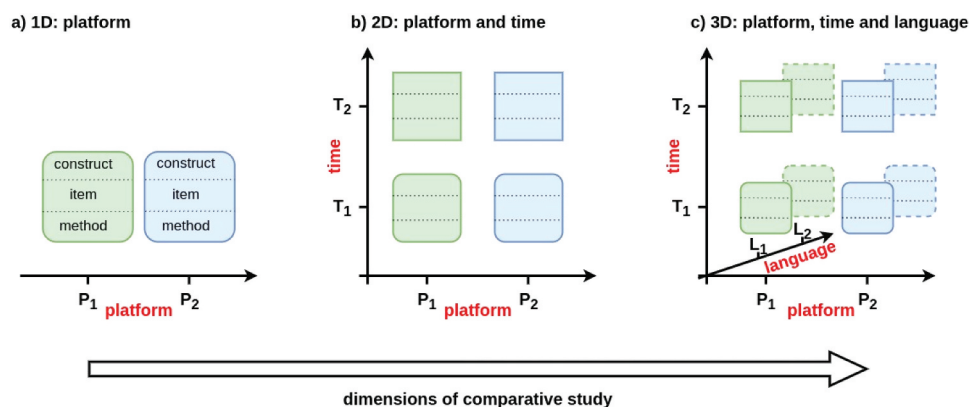 a) 1D: platform
construct
item
method
construct
item
method
P1
P2
platform
b) 2D: platform and time
T2
time
T1
P1
P2
platform
c) 3D: platform, time and language
T2
time
T1
L1
L2
language
P1
P2
platform
dimensions of comparative study